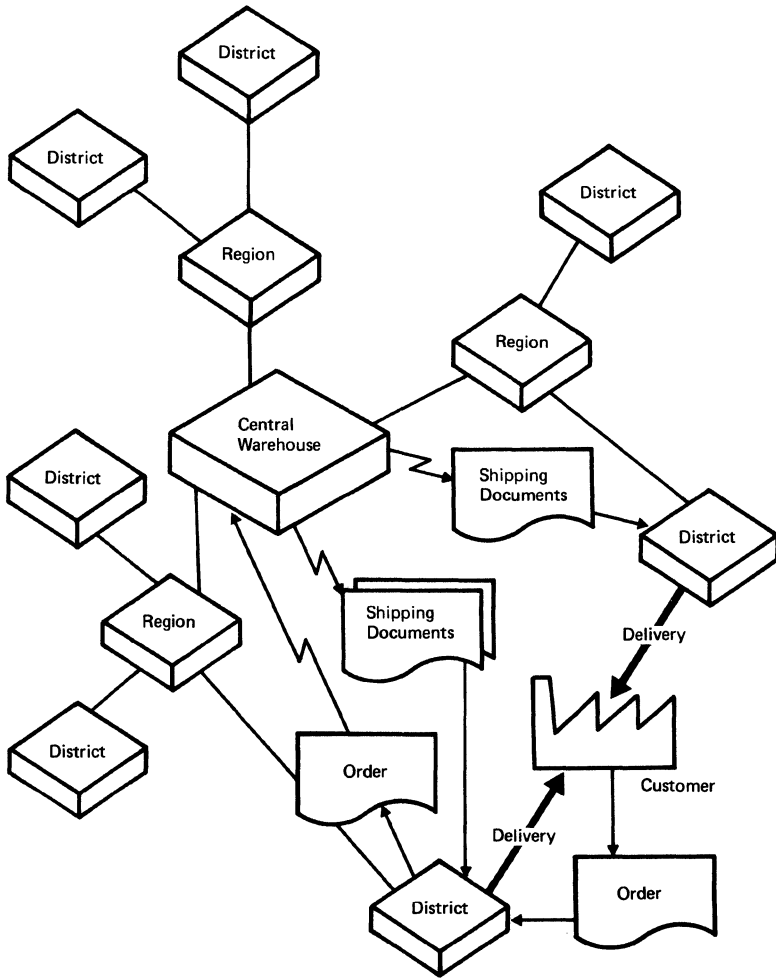 District
District
District
Region
Region
Central
Warehouse
District
Shipping
Documents
District
Region
Shipping
Documents
Delivery
District
Order
Customer
Delivery
Order
District